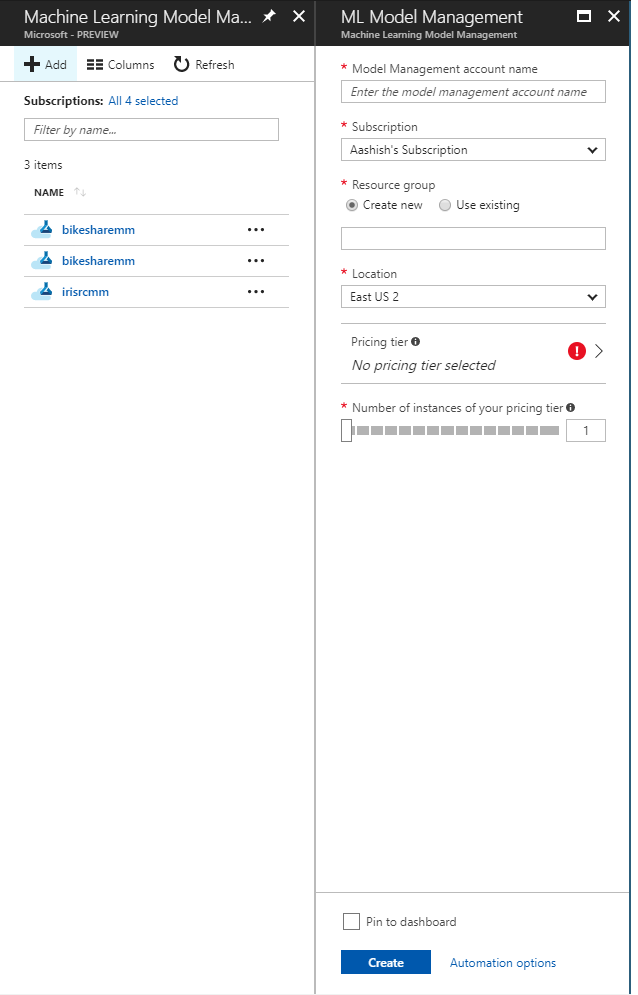 Machine Learning Model Ma...
Microsoft - PREVIEW
Add
Columns
Refresh
Subscriptions: All 4 selected
Filter by name...
3 items
NAME
bikesharemm
bikesharemm
irisrcmm
ML Model Management
Machine Learning Model Management
* Model Management account name
Enter the model management account name
* Subscription
Aashish's Subscription
* Resource group
Create new
Use existing
* Location
East US 2
Pricing tier
No pricing tier selected
* Number of instances of your pricing tier
1
Pin to dashboard
Create
Automation options